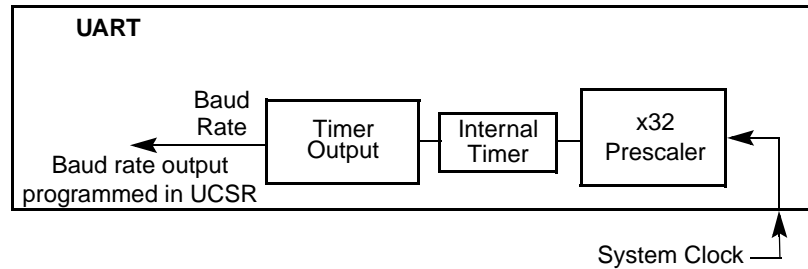 UART
Baud
Rate
Timer
Output
Internal
Timer
x32
Prescaler
Baud rate output
programmed in UCSR
System Clock